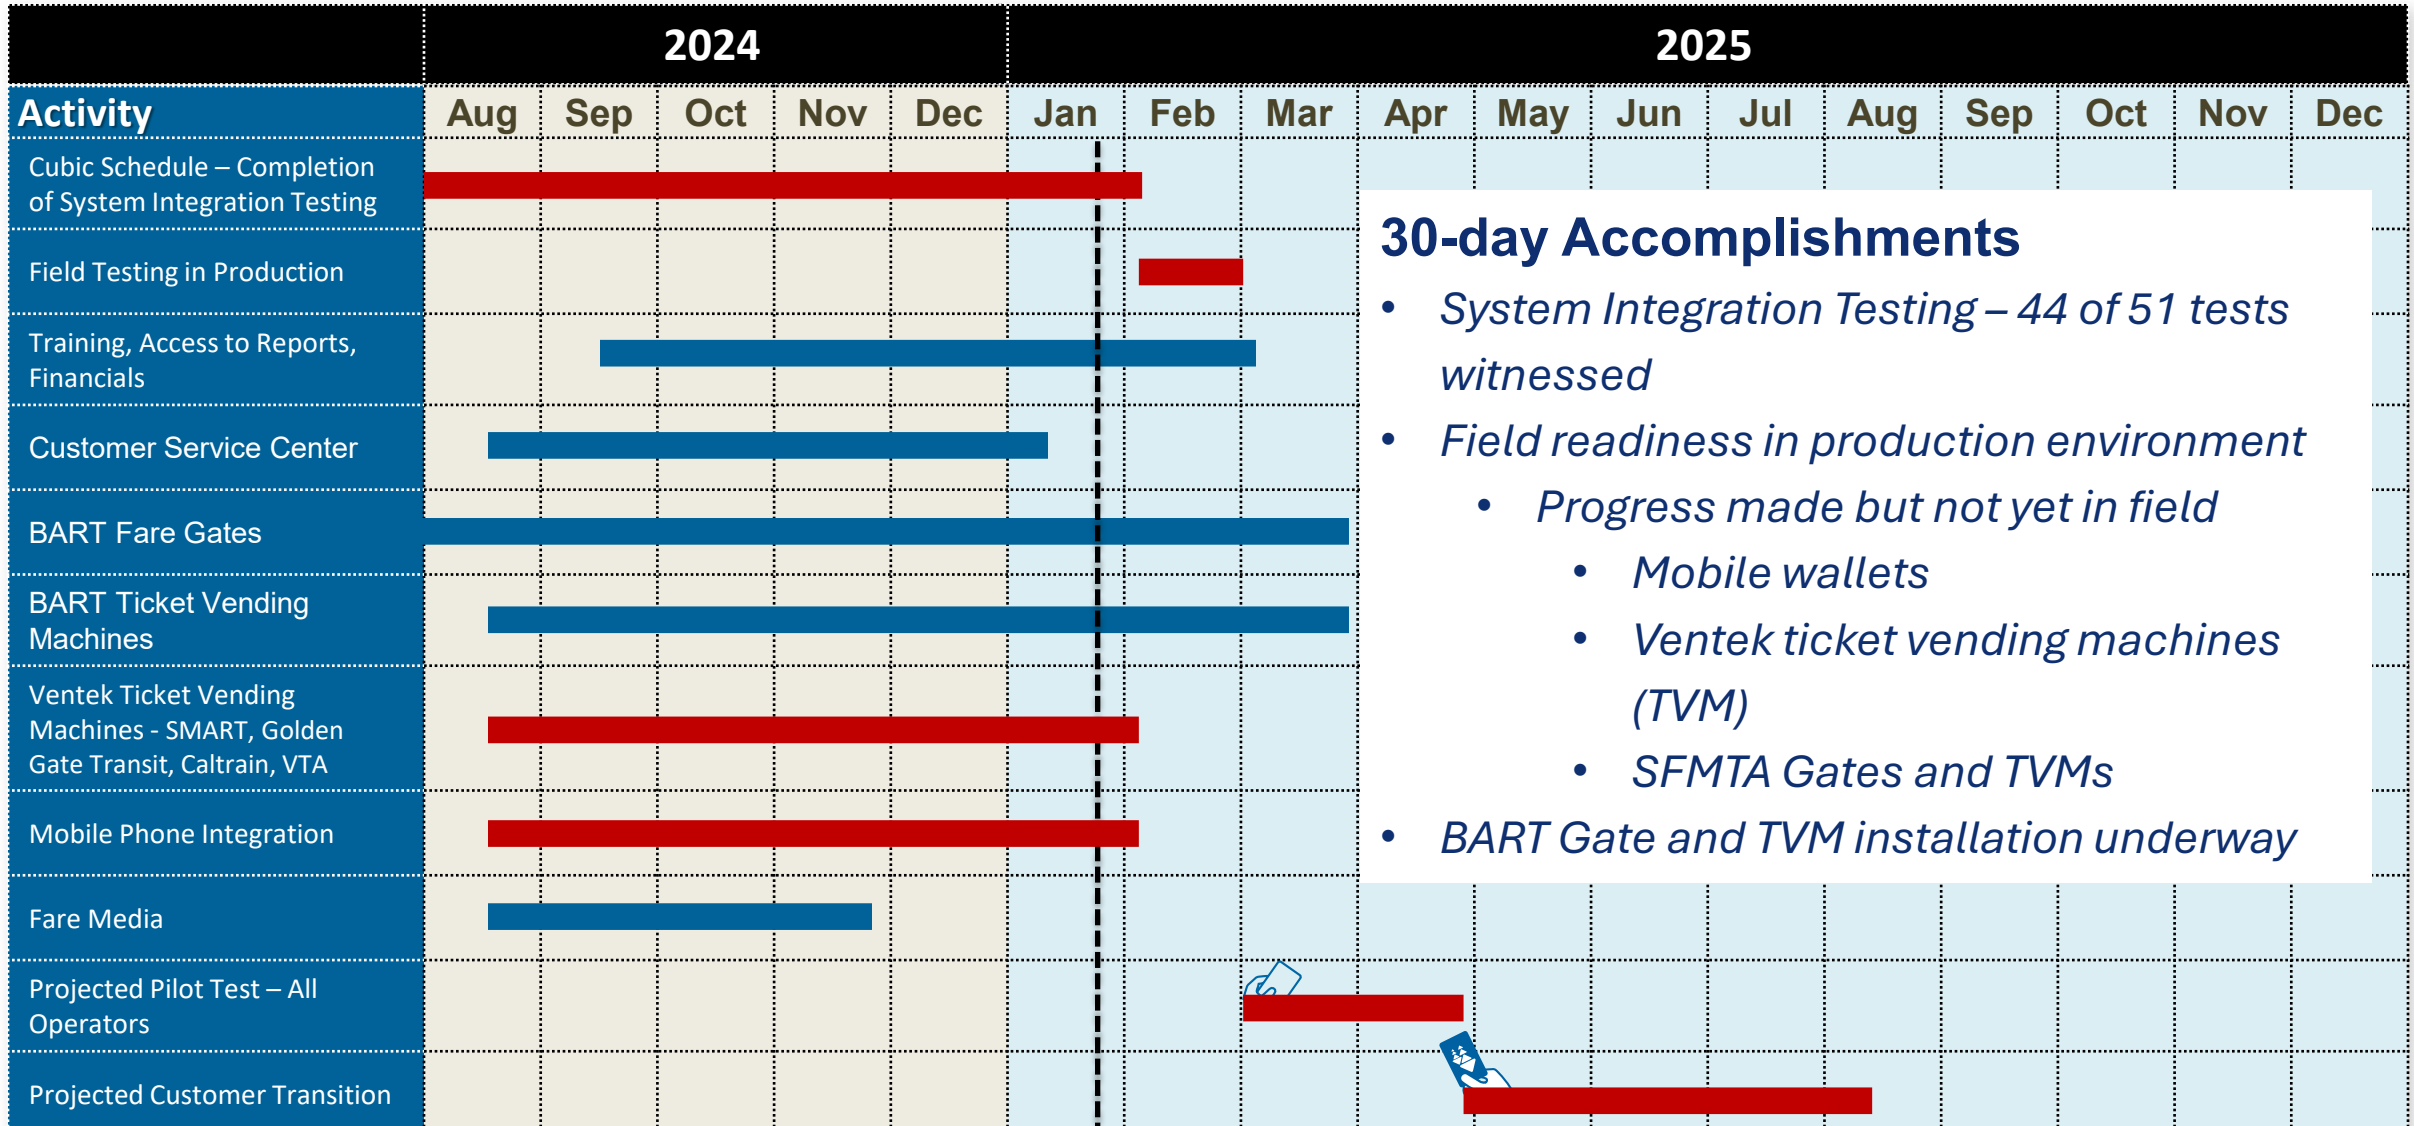 2024
2025
Activity
Aug
Sep
Oct
Nov
Dec
Jan
Feb
Mar
Apr
May
Jun
Jul
Aug
Sep
Oct
Nov
Dec
Cubic Schedule – Completion
of System Integration Testing
Field Testing in Production
Training, Access to Reports,
Financials
Customer Service Center
BART Fare Gates
BART Ticket Vending
Machines
Ventek Ticket Vending
Machines - SMART, Golden
Gate Transit, Caltrain, VTA
Mobile Phone Integration
Fare Media
Projected Pilot Test – All
Operators
Projected Customer Transition
30-day Accomplishments
• System Integration Testing – 44 of 51 tests
witnessed
• Field readiness in production environment
• Progress made but not yet in field
• Mobile wallets
• Ventek ticket vending machines
(TVM)
• SFMTA Gates and TVMs
• BART Gate and TVM installation underway